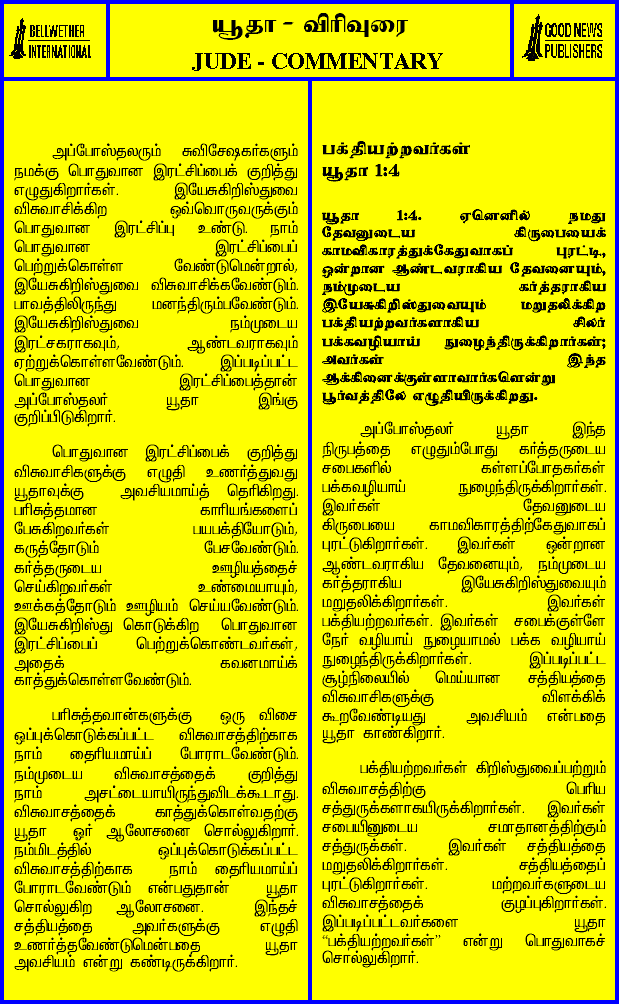 BELLWETHER
INTERNATIONAL
யூதா - விரிவுரை
JUDE - COMMENTARY
GOOD NEWS
PUBLISHERS
அப்போஸ்தலரும் சுவிசேஷகர்களும்
நமக்கு பொதுவான இரட்சிப்பைக் குறித்து
எழுதுகிறார்கள். இயேசுகிறிஸ்துவை
விசுவாசிக்கிற ஒவ்வொருவருக்கும்
பொதுவான இரட்சிப்பு உண்டு. நாம்
பொதுவான இரட்சிப்பைப்
பெற்றுக்கொள்ள வேண்டுமென்றால்,
இயேசுகிறிஸ்துவை விசுவாசிக்கவேண்டும்.
பாவத்திலிருந்து மனந்திரும்பவேண்டும்.
இயேசுகிறிஸ்துவை நம்முடைய
இரட்சகராகவும், ஆண்டவராகவும்
ஏற்றுக்கொள்ளவேண்டும். இப்படிப்பட்ட
பொதுவான இரட்சிப்பைத்தான்
அப்போஸ்தலர் யூதா இங்கு
குறிப்பிடுகிறார்.
பொதுவான இரட்சிப்பைக் குறித்து
விசுவாசிகளுக்கு எழுதி உணர்த்துவது
யூதாவுக்கு அவசியமாய்த் தெரிகிறது.
பரிசுத்தமான காரியங்களைப்
பேசுகிறவர்கள் பயபக்தியோடும்,
கருத்தோடும் பேசவேண்டும்.
கர்த்தருடைய ஊழியத்தைச்
செய்கிறவர்கள் உண்மையாயும்,
ஊக்கத்தோடும் ஊழியம் செய்யவேண்டும்.
இயேசுகிறிஸ்து கொடுக்கிற பொதுவான
இரட்சிப்பைப் பெற்றுக்கொண்டவர்கள்,
அதைக் கவனமாய்க்
காத்துக்கொள்ளவேண்டும்.
பரிசுத்தவான்களுக்கு ஒரு விசை
ஒப்புக்கொடுக்கப்பட்ட விசுவாசத்திற்காக
நாம் தைரியமாய்ப் போராடவேண்டும்.
நம்முடைய விசுவாசத்தைக் குறித்து
நாம் அசட்டையாயிருந்துவிடக்கூடாது.
விசுவாசத்தைக் காத்துக்கொள்வதற்கு
யூதா ஓர் ஆலோசனை சொல்லுகிறார்.
நம்மிடத்தில் ஒப்புக்கொடுக்கப்பட்ட
விசுவாசத்திற்காக நாம் தைரியமாய்ப்
போராடவேண்டும் என்பதுதான் யூதா
சொல்லுகிற ஆலோசனை. இந்தச்
சத்தியத்தை அவர்களுக்கு எழுதி
உணர்த்தவேண்டுமென்பதை யூதா
அவசியம் என்று கண்டிருக்கிறார்.
பக்தியற்றவர்கள்
யூதா 1:4
யூதா 1:4. ஏனெனில் நமது
தேவனுடைய கிருபையைக்
காமவிகாரத்துக்கேதுவாகப் புரட்டி,
ஒன்றான ஆண்டவராகிய தேவனையும்,
நம்முடைய கர்த்தராகிய
இயேசுகிறிஸ்துவையும் மறுதலிக்கிற
பக்தியற்றவர்களாகிய சிலர்
பக்கவழியாய் நுழைந்திருக்கிறார்கள்;
அவர்கள் இந்த
ஆக்கினைக்குள்ளாவார்களென்று
பூர்வத்திலே எழுதியிருக்கிறது.
அப்போஸ்தலர் யூதா இந்த
நிருபத்தை எழுதும்போது கர்த்தருடைய
சபைகளில் கள்ளப்போதகர்கள்
பக்கவழியாய் நுழைந்திருக்கிறார்கள்.
இவர்கள் தேவனுடைய
கிருபையை காமவிகாரத்திற்கேதுவாகப்
புரட்டுகிறார்கள். இவர்கள் ஒன்றான
ஆண்டவராகிய தேவனையும், நம்முடைய
கர்த்தராகிய இயேசுகிறிஸ்துவையும்
மறுதலிக்கிறார்கள். இவர்கள்
பக்தியற்றவர்கள். இவர்கள் சபைக்குள்ளே
நேர் வழியாய் நுழையாமல் பக்க வழியாய்
நுழைந்திருக்கிறார்கள். இப்படிப்பட்ட
சூழ்நிலையில் மெய்யான சத்தியத்தை
விசுவாசிகளுக்கு விளக்கிக்
கூறவேண்டியது அவசியம் என்பதை
யூதா காண்கிறார்.
பக்தியற்றவர்கள் கிறிஸ்துவைப்பற்றும்
விசுவாசத்திற்கு பெரிய
சத்துருக்களாகயிருக்கிறார்கள். இவர்கள்
சபையினுடைய சமாதானத்திற்கும்
சத்துருக்கள். இவர்கள் சத்தியத்தை
மறுதலிக்கிறார்கள். சத்தியத்தைப்
புரட்டுகிறார்கள். மற்றவர்களுடைய
விசுவாசத்தைக் குழப்புகிறார்கள்.
இப்படிப்பட்டவர்களை யூதா
“பக்தியற்றவர்கள்” என்று பொதுவாகச்
சொல்லுகிறார்.